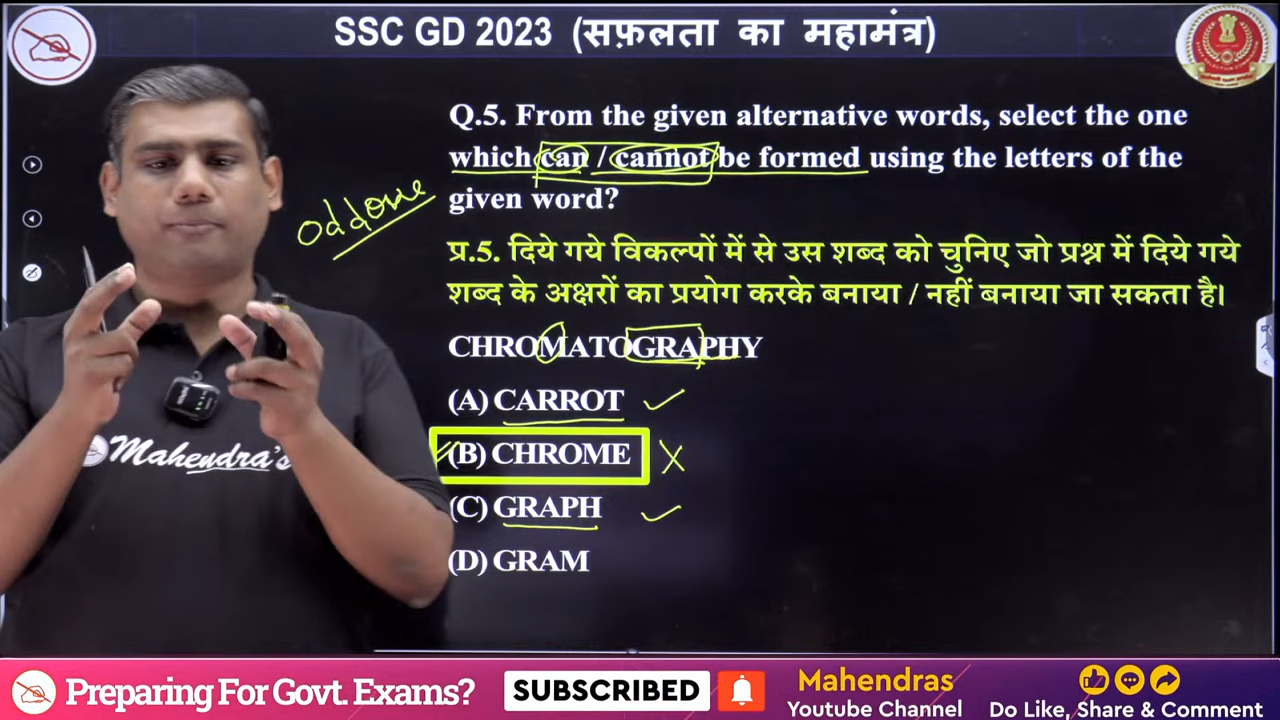 SSC GD 2023 (सफ़लता का महामंत्र)
Q.5. From the given alternative words, select the one
which can / cannot be formed using the letters of the
given word?
odd one
प्र.5. दिये गये विकल्पों में से उस शब्द को चुनिए जो प्रश्न में दिये गये
शब्द के अक्षरों का प्रयोग करके बनाया / नहीं बनाया जा सकता है।
CHROMATOGRAPHY
(A) CARROT
(B) CHROME
(C) GRAPH
(D) GRAM
Mahendra's
Preparing For Govt. Exams?
SUBSCRIBED
Mahendras
YouTube Channel
Do Like, Share & Comment